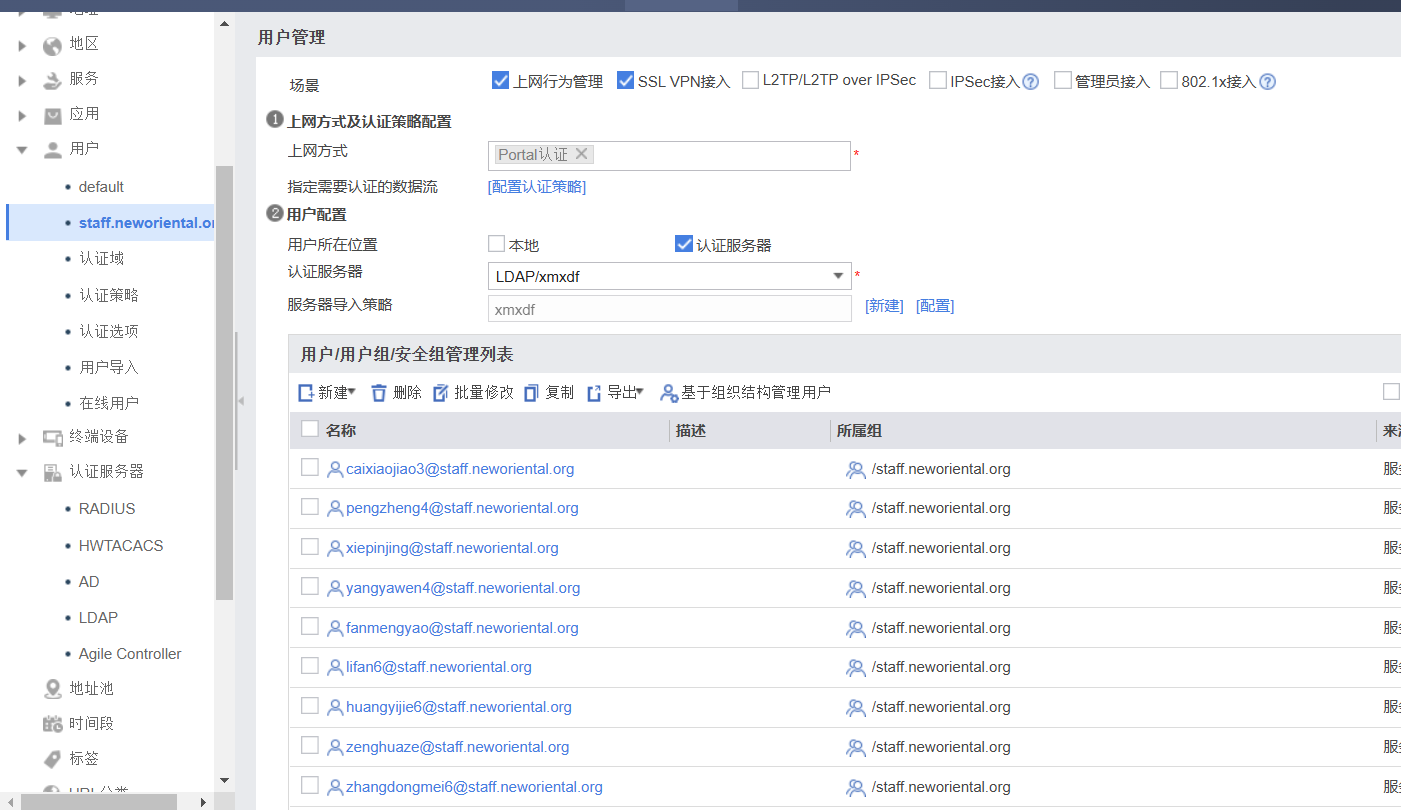 地区
服务
应用
用户
default
staff.neworiental.or
认证域
认证策略
认证选项
用户导入
在线用户
终端设备
认证服务器
RADIUS
HWTACACS
AD
LDAP
Agile Controller
地址池
时间段
标签
用户管理
场景 上网行为管理 SSL VPN接入 L2TP/L2TP over IPSec IPSec接入 ? 管理员接入 802.1x接入 ?
1 上网方式及认证策略配置
上网方式 Portal认证 *
指定需要认证的数据流 [配置认证策略]
2 用户配置
用户所在位置 本地 认证服务器
认证服务器 LDAP/xmxdf *
服务器导入策略 xmxdf [新建] [配置]
用户/用户组/安全组管理列表
新建 删除 批量修改 复制 导出 基于组织结构管理用户
名称 描述 所属组 来
caixiaojiao3@staff.neworiental.org /staff.neworiental.org 服
pengzheng4@staff.neworiental.org /staff.neworiental.org 服
xiepinjing@staff.neworiental.org /staff.neworiental.org 服
yangyawen4@staff.neworiental.org /staff.neworiental.org 服
fanmengyao@staff.neworiental.org /staff.neworiental.org 服
lifan6@staff.neworiental.org /staff.neworiental.org 服
huangyijie6@staff.neworiental.org /staff.neworiental.org 服
zenghuaze@staff.neworiental.org /staff.neworiental.org 服
zhangdongmei6@staff.neworiental.org /staff.neworiental.org 服